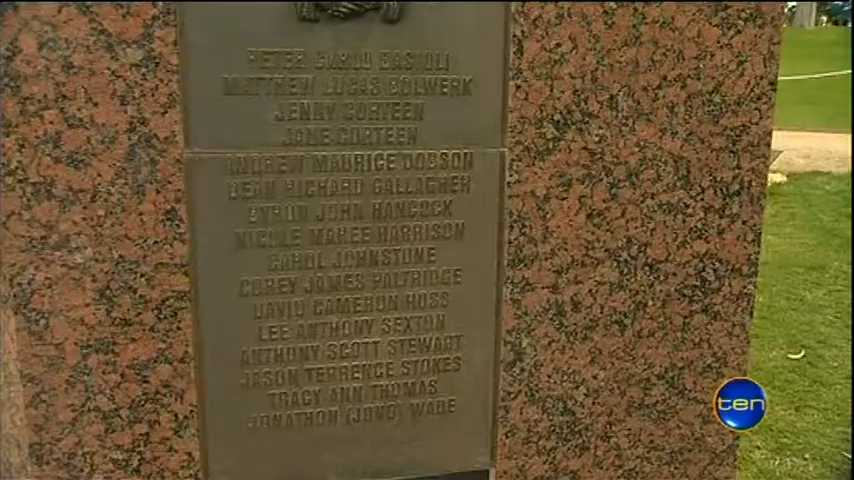 PETER CARLO BASIOLI
MATTHEW LUCAS BOLWERK
JENNY CORTEEN
JANE CORTEEN
ANDREW MAURICE DOBSON
DEAN RICHARD GALLAGHER
BYRON JOHN HANCOCK
NICOLE MAREE HARRISON
CAROL JOHNSTONE
COREY JAMES PALTRIDGE
DAVID CAMERON ROSS
LEE ANTHONY SEXTON
ANTHONY SCOTT STEWART
JASON TERRENCE STOKES
TRACY ANN THOMAS
JONATHON (JONO) WADE
ten